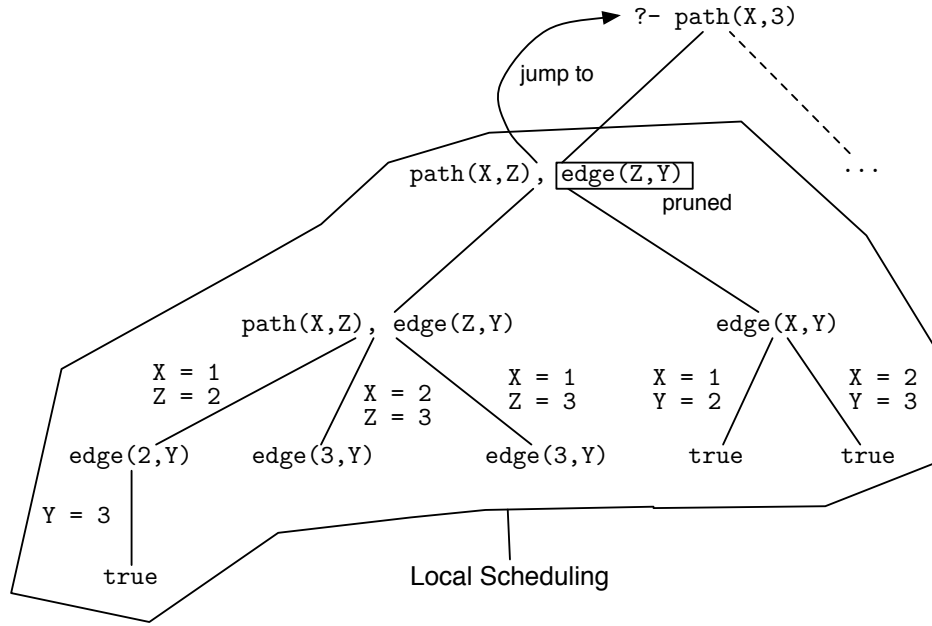 ?- path(X,3)
jump to
path(X,Z), edge(Z,Y)
...
pruned
path(X,Z), edge(Z,Y)
edge(X,Y)
X = 1
Z = 2
X = 2
Z = 3
X = 1
Z = 3
X = 1
Y = 2
X = 2
Y = 3
edge(2,Y)
edge(3,Y)
edge(3,Y)
true
true
Y = 3
true
Local Scheduling